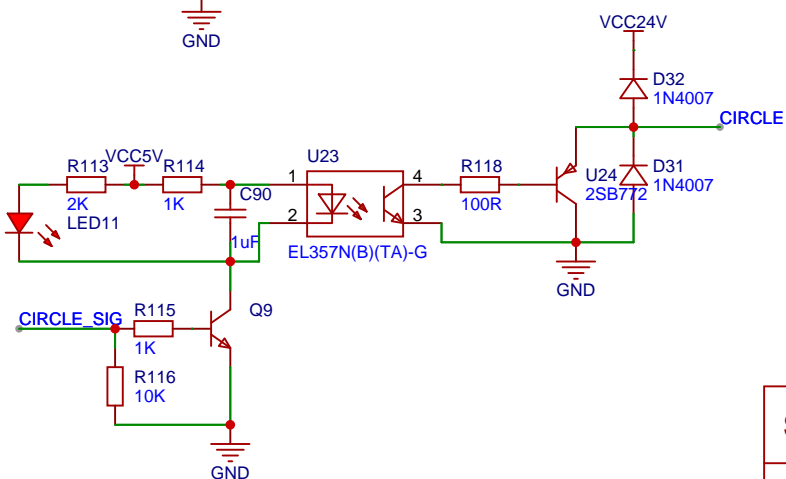 GND
VCC24V
D32
1N4007
CIRCLE
R113
VCC5V
R114
C90
U23
1
4
R118
U24
D31
2K
1K
100R
2SB772
1N4007
LED11
1uF
2
3
EL357N(B)(TA)-G
GND
CIRCLE_SIG
R115
Q9
1K
R116
10K
GND